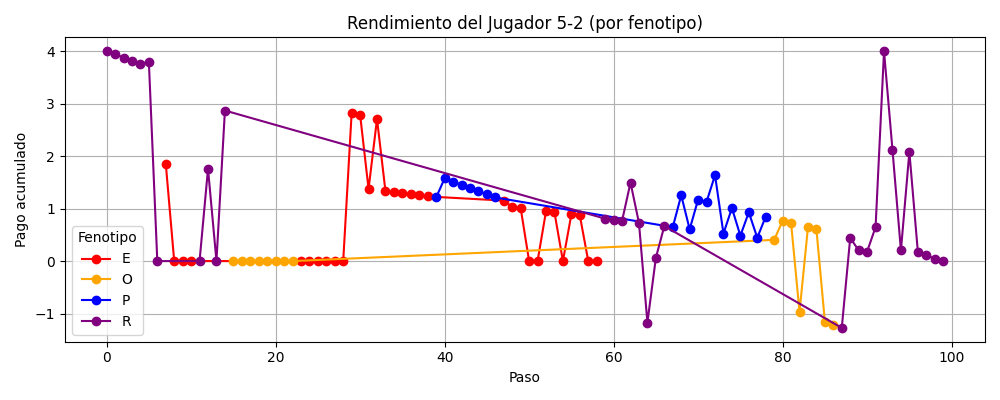 Rendimiento del Jugador 5-2 (por fenotipo)
Pago acumulado
4
3
2
1
0
−1
Fenotipo
E
O
P
R
0 20 40 60 80 100
Paso